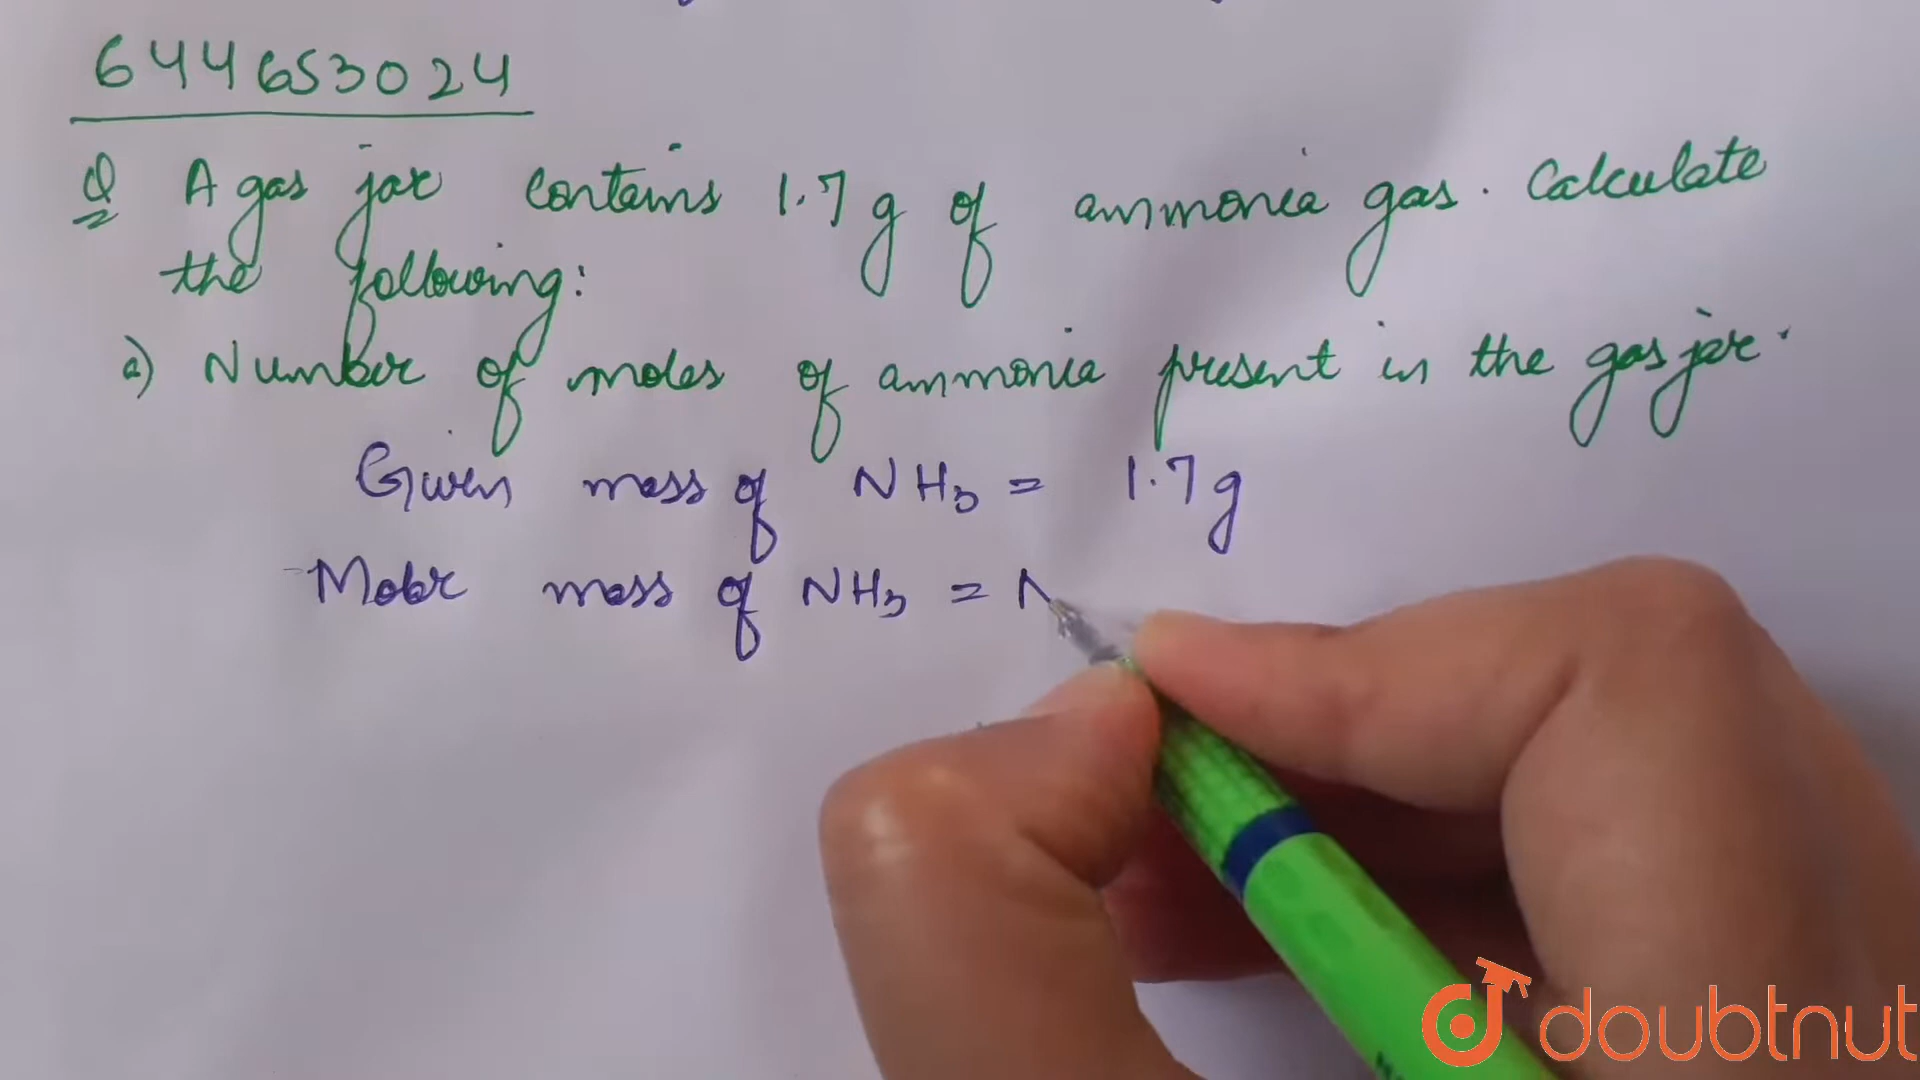 644653024
Q A gas jar contains 1.7 g of ammonia gas. Calculate
the following:
a) Number of moles of ammonia present in the gas jar.
Given mass of NH3 = 1.7 g
Molar mass of NH3 = N
doubtnut